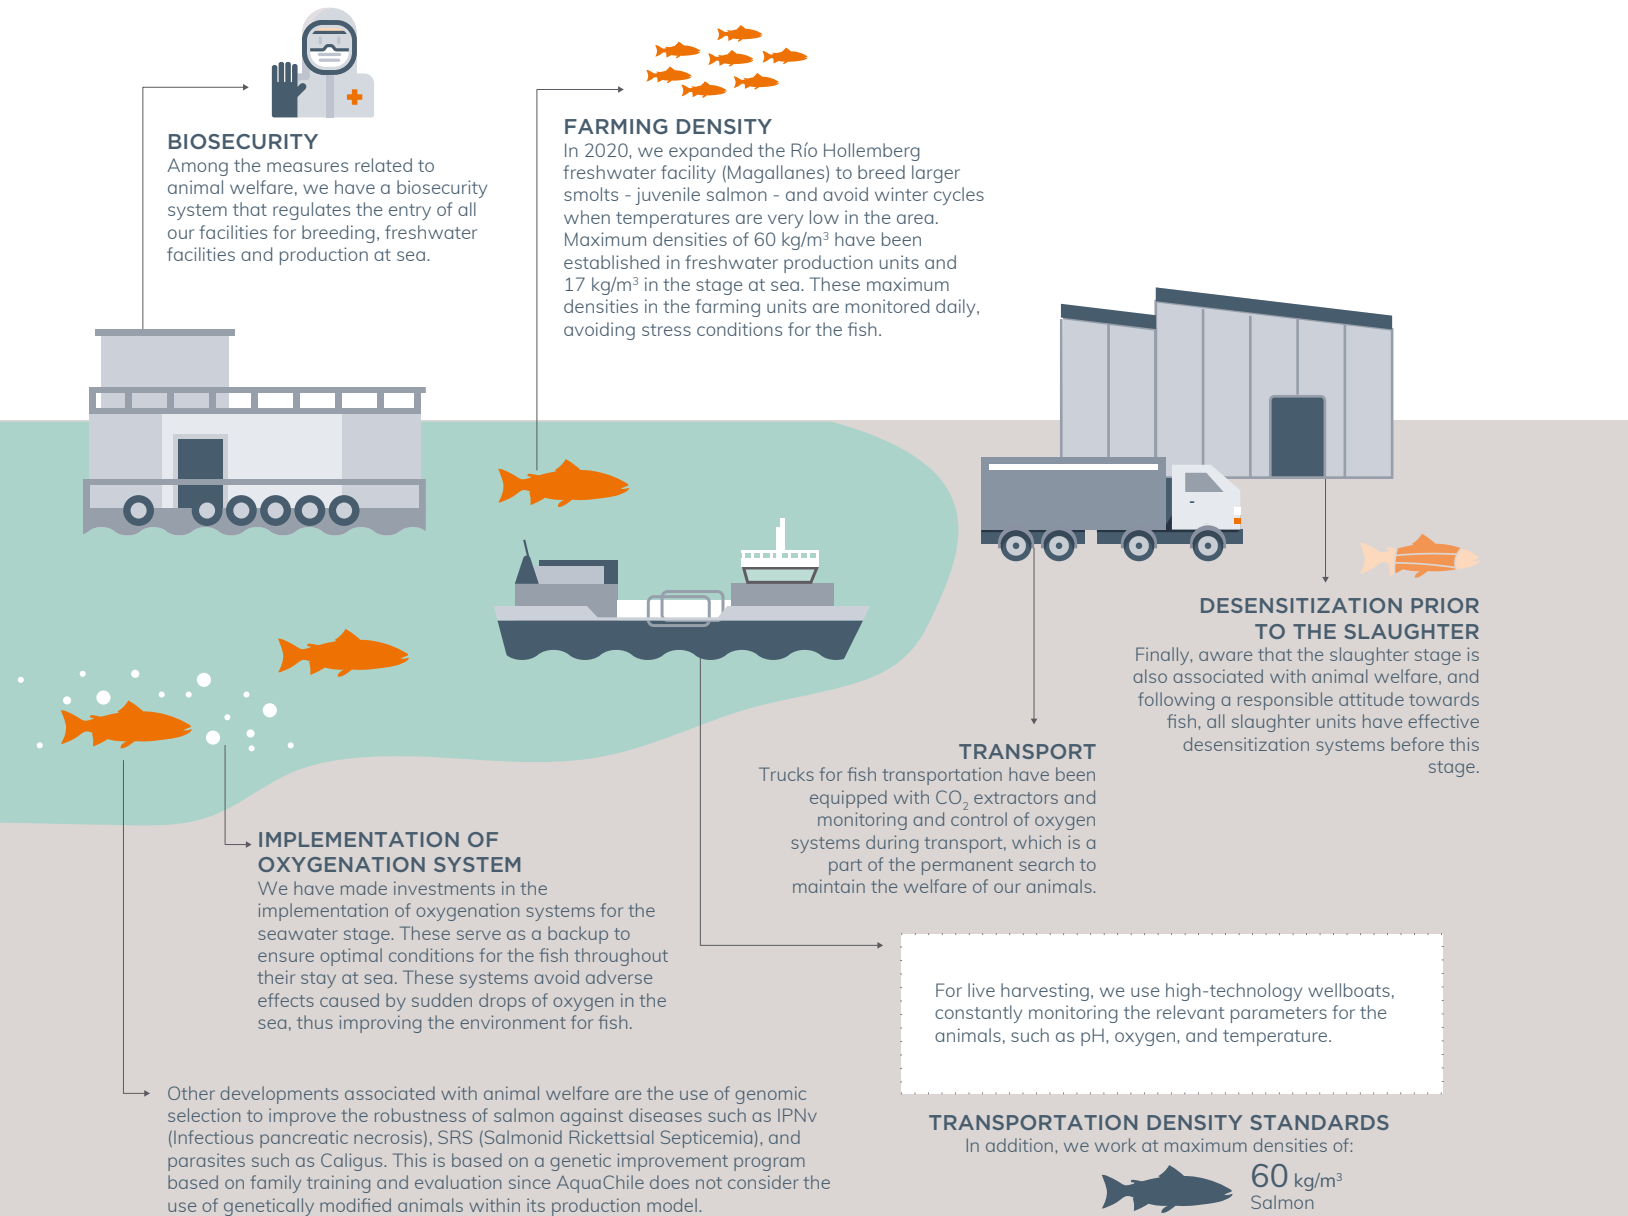 BIOSECURITY
Among the measures related to
animal welfare, we have a biosecurity
system that regulates the entry of all
our facilities for breeding, freshwater
facilities and production at sea.
FARMING DENSITY
In 2020, we expanded the Río Hollemberg
freshwater facility (Magallanes) to breed larger
smolts - juvenile salmon - and avoid winter cycles
when temperatures are very low in the area.
Maximum densities of 60 kg/m³ have been
established in freshwater production units and
17 kg/m³ in the stage at sea. These maximum
densities in the farming units are monitored daily,
avoiding stress conditions for the fish.
DESENSITIZATION PRIOR
TO THE SLAUGHTER
Finally, aware that the slaughter stage is
also associated with animal welfare, and
following a responsible attitude towards
fish, all slaughter units have effective
desensitization systems before this
stage.
TRANSPORT
Trucks for fish transportation have been
equipped with CO₂ extractors and
monitoring and control of oxygen
systems during transport, which is a
part of the permanent search to
maintain the welfare of our animals.
IMPLEMENTATION OF
OXYGENATION SYSTEM
We have made investments in the
implementation of oxygenation systems for the
seawater stage. These serve as a backup to
ensure optimal conditions for the fish throughout
their stay at sea. These systems avoid adverse
effects caused by sudden drops of oxygen in the
sea, thus improving the environment for fish.
For live harvesting, we use high-technology wellboats,
constantly monitoring the relevant parameters for the
animals, such as pH, oxygen, and temperature.
Other developments associated with animal welfare are the use of genomic
selection to improve the robustness of salmon against diseases such as IPNv
(Infectious pancreatic necrosis), SRS (Salmonid Rickettsial Septicemia), and
parasites such as Caligus. This is based on a genetic improvement program
based on family training and evaluation since AquaChile does not consider the
use of genetically modified animals within its production model.
TRANSPORTATION DENSITY STANDARDS
In addition, we work at maximum densities of:
60 kg/m³
Salmon